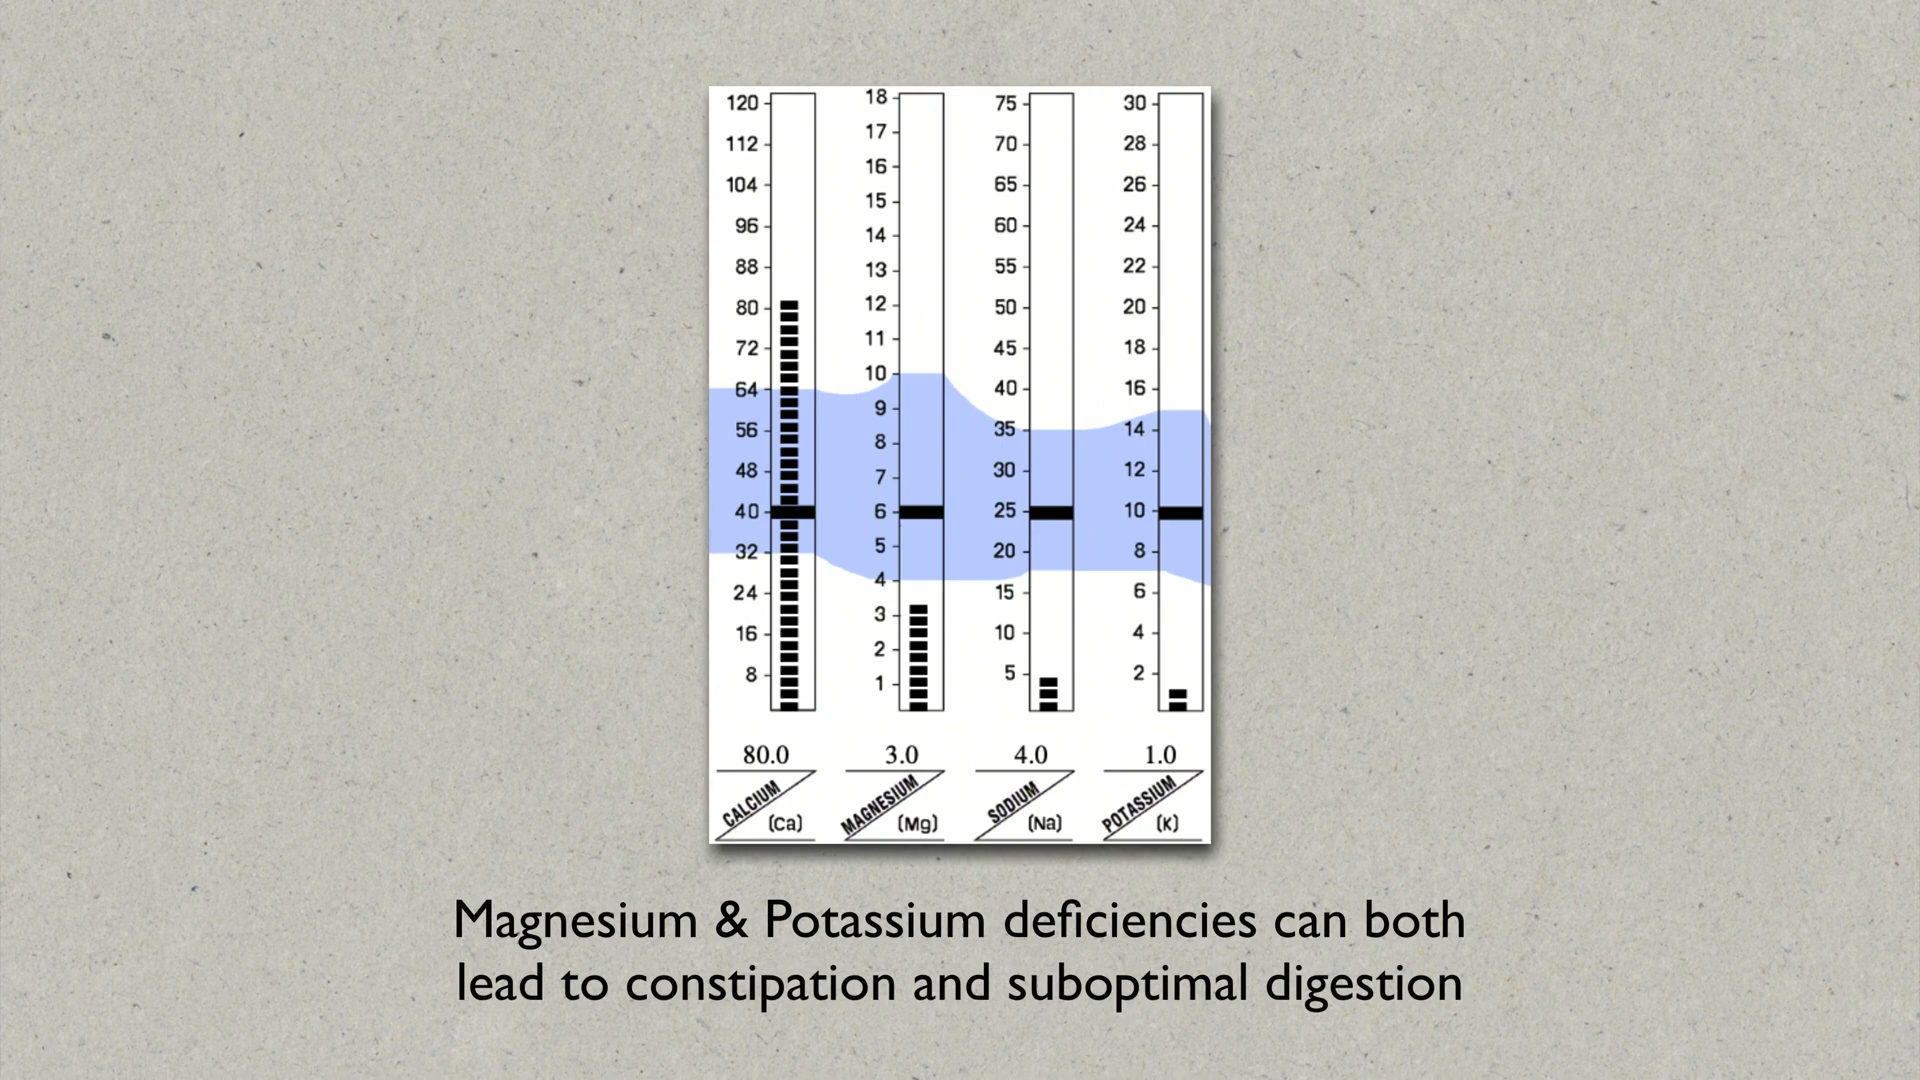 120 18 75 30
112 17 70 28
16
104 65 26
15
96 14 60 24
88 13 55 22
80 12 50 20
11
72 45 18
64 10 40 16
9
56 8 35 14
48 7 30 12
40 6 25 10
32 5 20 8
4
24 15 6
3
16 2 10 4
8 1 5 2
80.0 3.0 4.0 1.0
CALCIUM MAGNESIUM SODIUM POTASSIUM
(Ca) (Mg) (Na) (K)
Magnesium & Potassium deficiencies can both
lead to constipation and suboptimal digestion